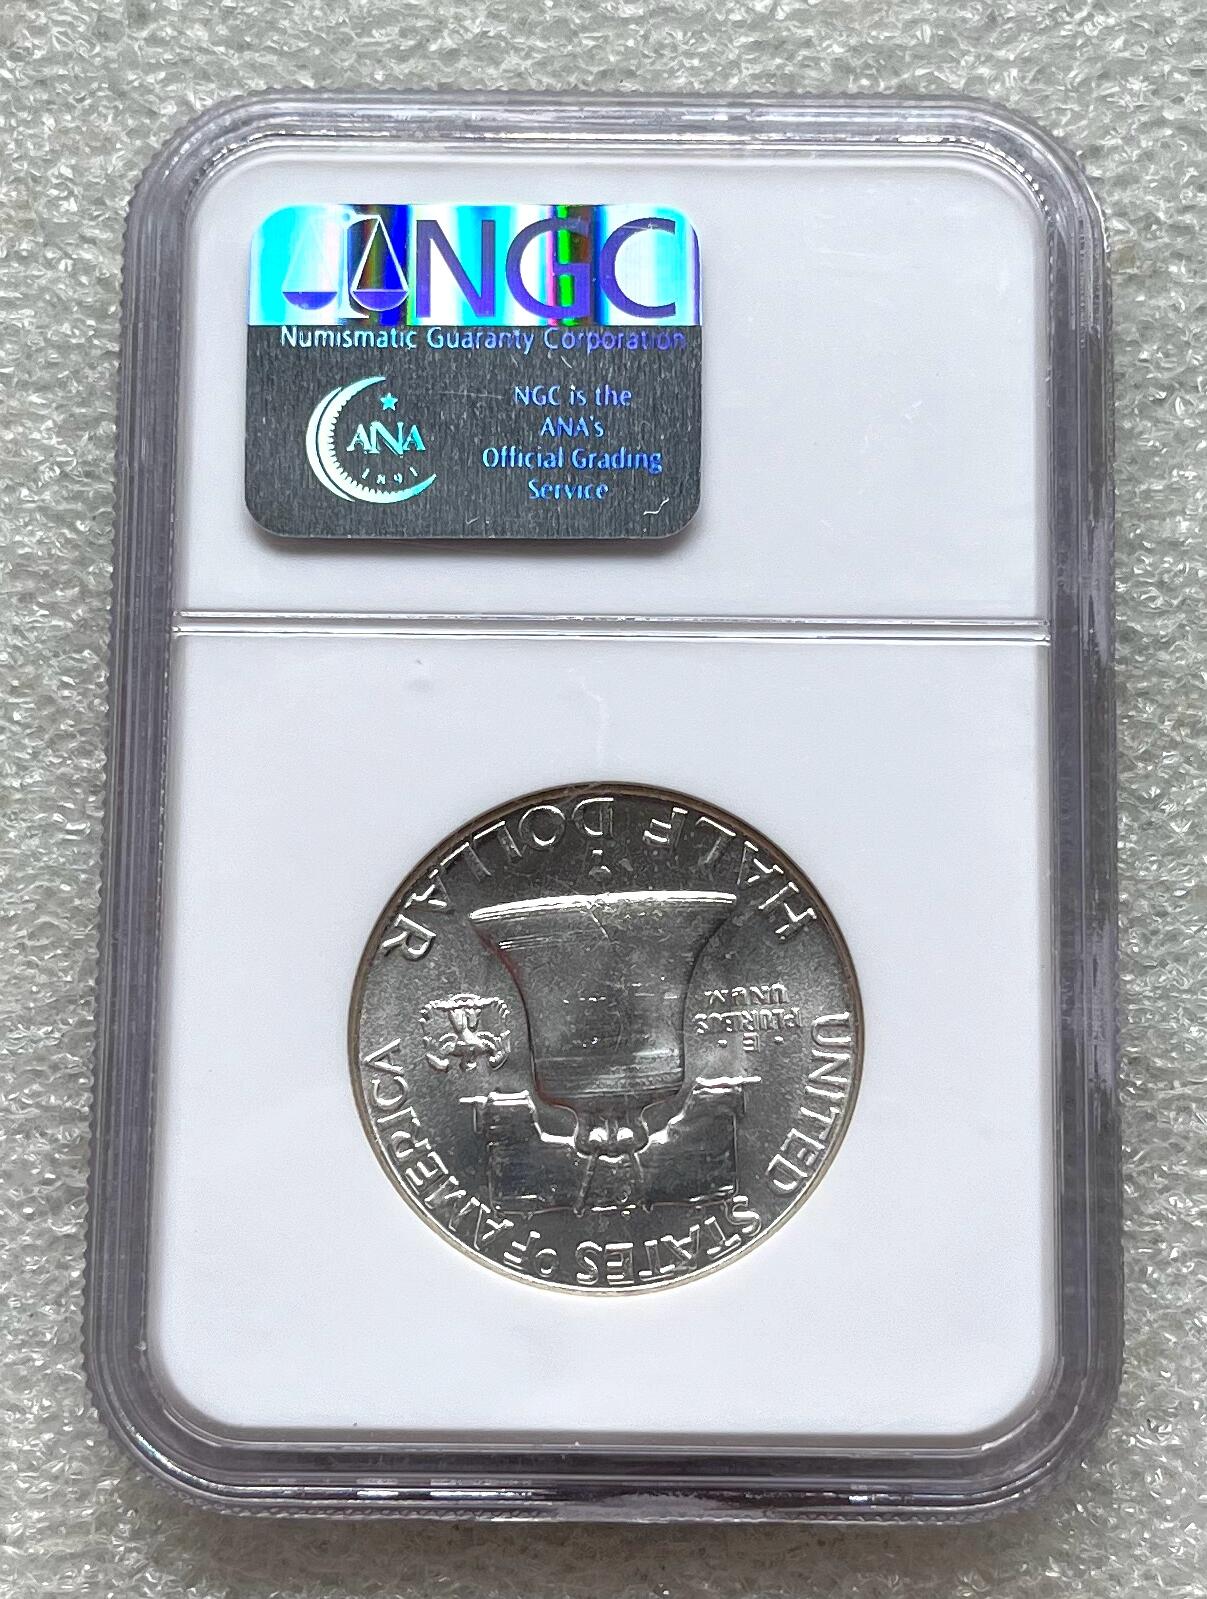 NGC
Numismatic Guaranty Corporation
ANA
1891
NGC is the
ANA's
Official Grading
Service
UNITED STATES OF AMERICA
E
PLURIBUS
UNUM
HALF DOLLAR